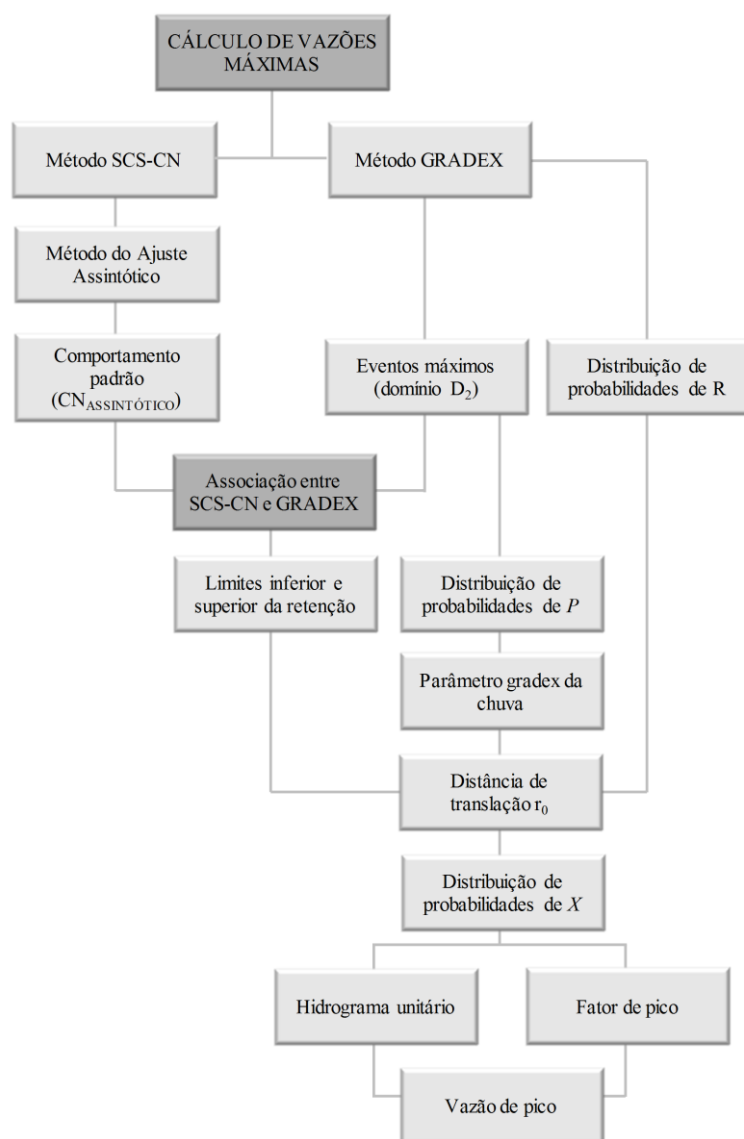 CÁLCULO DE VAZÕES
MÁXIMAS
Método SCS-CN
Método GRADEX
Método do Ajuste
Assintótico
Comportamento
padrão
(CN_ASSINTÓTICO)
Eventos máximos
(domínio D₂)
Distribuição de
probabilidades de R
Associação entre
SCS-CN e GRADEX
Limites inferior e
superior da retenção
Distribuição de
probabilidades de P
Parâmetro gradex da
chuva
Distância de
translação r₀
Distribuição de
probabilidades de X
Hidrograma unitário
Fator de pico
Vazão de pico